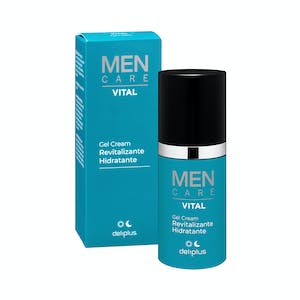 MEN
CARE
VITAL
Gel Cream
Revitalizante
Hidratante
deliplus
MEN
CARE
VITAL
Gel Cream
Revitalizante
Hidratante
deliplus